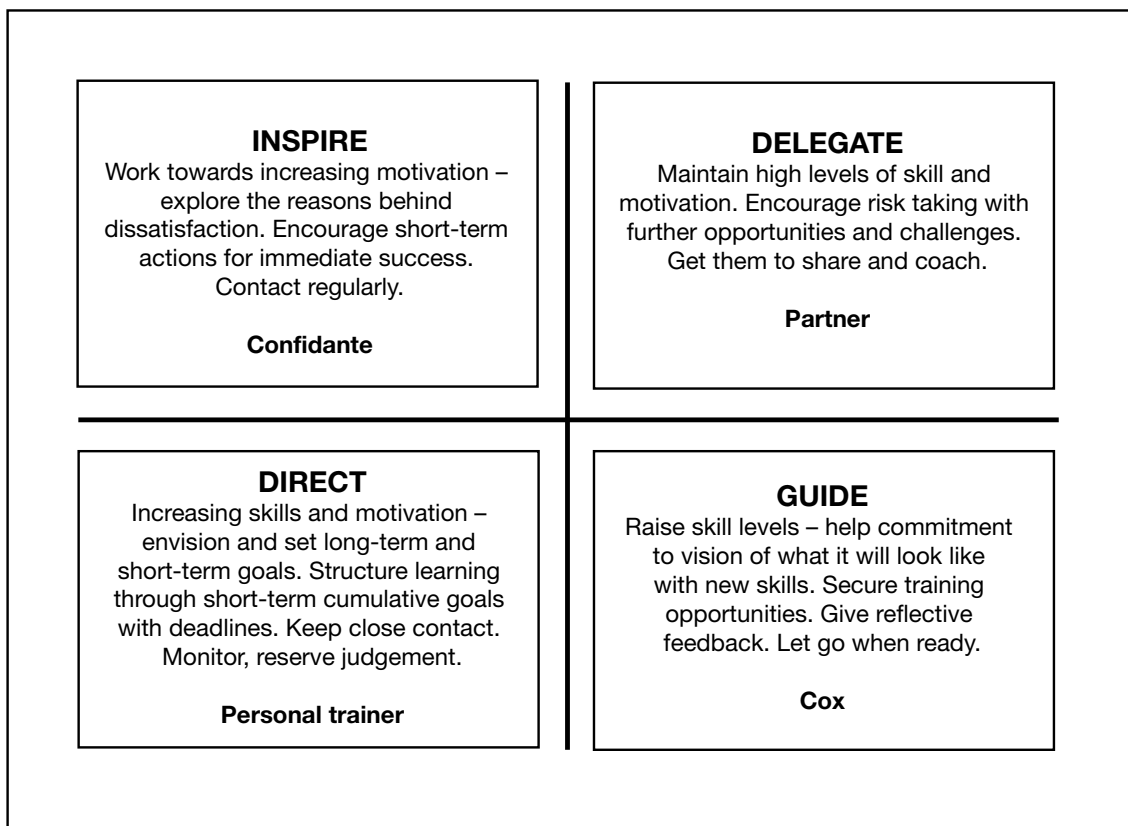 INSPIRE
Work towards increasing motivation –
explore the reasons behind
dissatisfaction. Encourage short-term
actions for immediate success.
Contact regularly.
Confidante
DELEGATE
Maintain high levels of skill and
motivation. Encourage risk taking with
further opportunities and challenges.
Get them to share and coach.
Partner
DIRECT
Increasing skills and motivation –
envision and set long-term and
short-term goals. Structure learning
through short-term cumulative goals
with deadlines. Keep close contact.
Monitor, reserve judgement.
Personal trainer
GUIDE
Raise skill levels – help commitment
to vision of what it will look like
with new skills. Secure training
opportunities. Give reflective
feedback. Let go when ready.
Cox